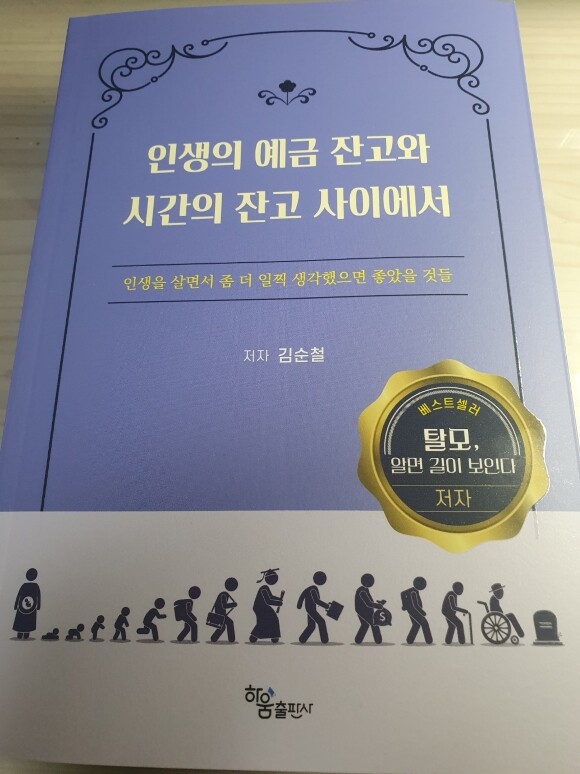 인생의 예금 잔고와
시간의 잔고 사이에서
인생을 살면서 좀 더 일찍 생각했으면 좋았을 것들
저자 김순철
베스트셀러
탈모,
알면 길이 보인다
저자
$
하움출판사